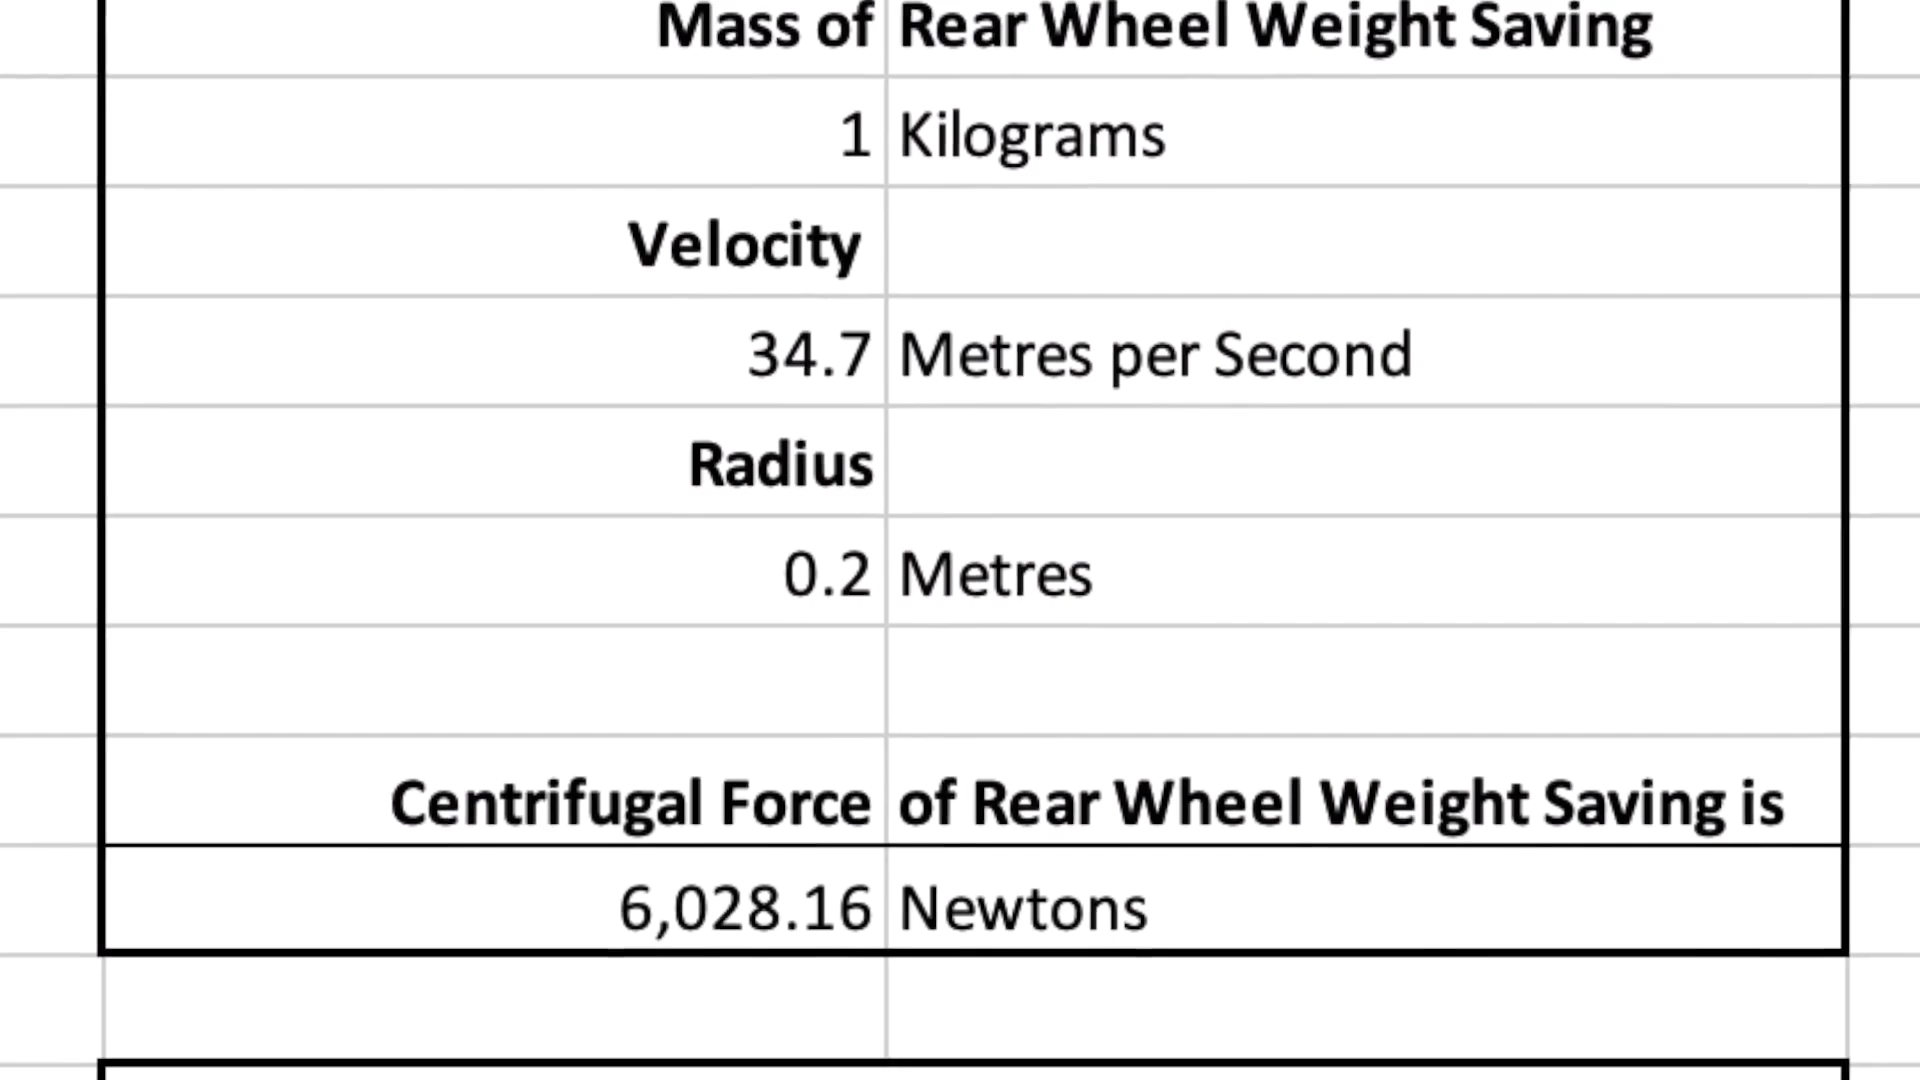 Mass of Rear Wheel Weight Saving
1 Kilograms
Velocity
34.7 Metres per Second
Radius
0.2 Metres
Centrifugal Force of Rear Wheel Weight Saving is
6,028.16 Newtons